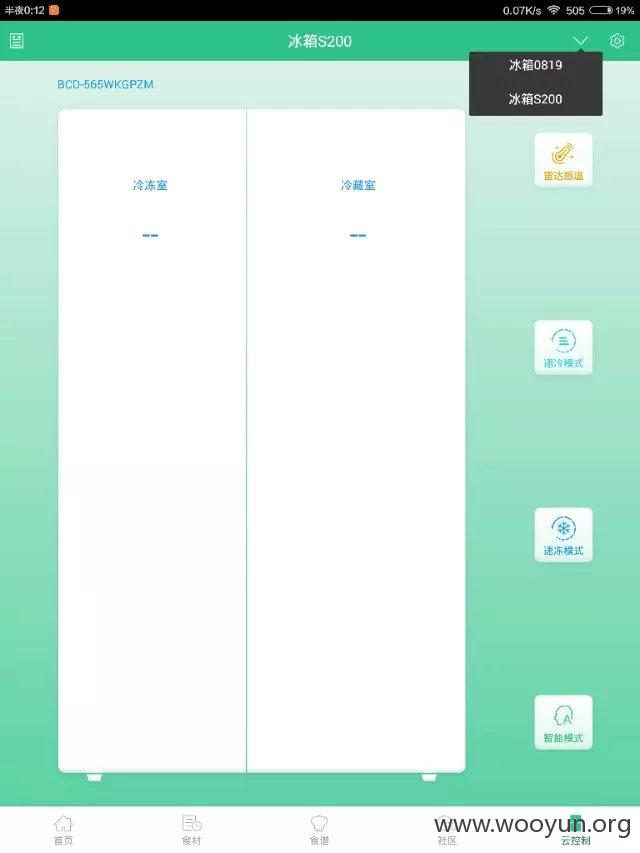 半夜0:12
0.07K/s
505
19%
冰箱S200
冰箱0819
冰箱S200
BCD-565WKGPZM
冷冻室
冷藏室
--
--
雷达感温
速冷模式
速冻模式
智能模式
首页
食材
食谱
社区
云控制
www.wooyun.org